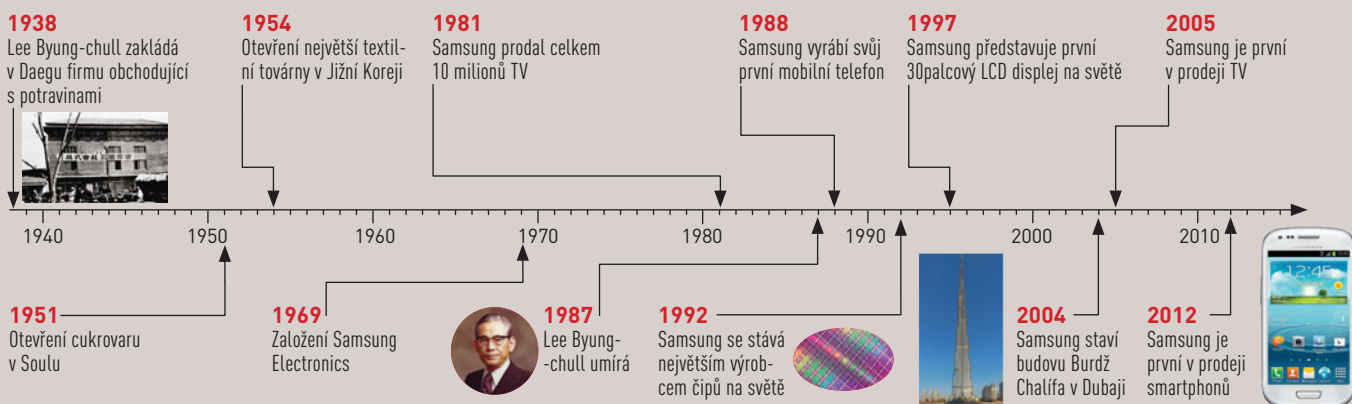 1938
Lee Byung-chull zakládá
v Daegu firmu obchodující
s potravinami
1954
Otevření největší textil-
ní továrny v Jižní Koreji
1981
Samsung prodal celkem
10 milionů TV
1988
Samsung vyrábí svůj
první mobilní telefon
1997
Samsung představuje první
30palcový LCD displej na světě
2005
Samsung je první
v prodeji TV
1940
1950
1960
1970
1980
1990
2000
2010
1951
Otevření cukrovaru
v Soulu
1969
Založení Samsung
Electronics
1987
Lee Byung-
-chull umírá
1992
Samsung se stává
největším výrob-
cem čipů na světě
2004
Samsung staví
budovu Burdž
Chalífa v Dubaji
2012
Samsung je
první v prodeji
smartphonů
12:45